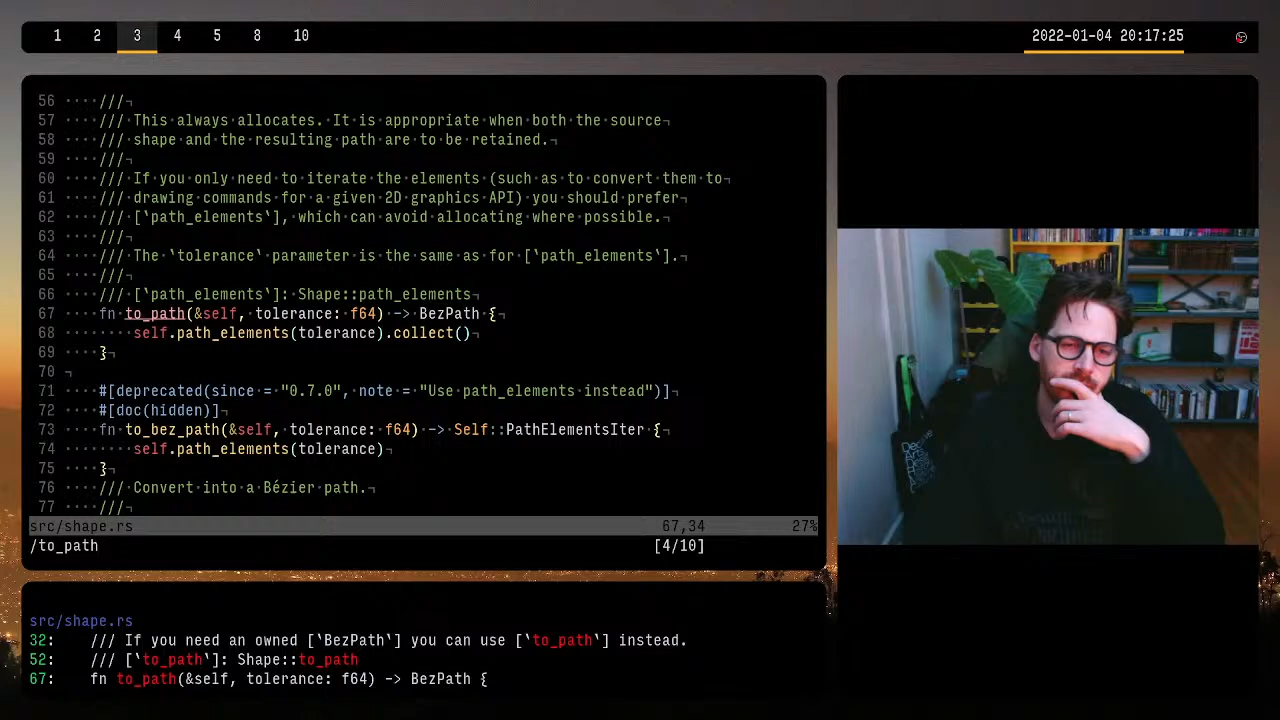 1 2 3 4 5 8 10
2022-01-04 20:17:25
56 ····///¬
57 ····///·This·always·allocates.·It·is·appropriate·when·both·the·source¬
58 ····///·shape·and·the·resulting·path·are·to·be·retained.¬
59 ····///¬
60 ····///·If·you·only·need·to·iterate·the·elements·(such·as·to·convert·them·to¬
61 ····///·drawing·commands·for·a·given·2D·graphics·API)·you·should·prefer¬
62 ····///·[`path_elements`],·which·can·avoid·allocating·where·possible.¬
63 ····///¬
64 ····///·The·`tolerance`·parameter·is·the·same·as·for·[`path_elements`].¬
65 ····///¬
66 ····///·[`path_elements`]:·Shape::path_elements¬
67 ····fn·to_path(&self,·tolerance:·f64)·->·BezPath·{¬
68 ········self.path_elements(tolerance).collect()¬
69 ····}¬
70 ¬
71 ····#[deprecated(since·=·"0.7.0",·note·=·"Use·path_elements·instead")]¬
72 ····#[doc(hidden)]¬
73 ····fn·to_bez_path(&self,·tolerance:·f64)·->·Self::PathElementsIter·{¬
74 ········self.path_elements(tolerance)¬
75 ····}¬
76 ····///·Convert·into·a·Bézier·path.¬
77 ····///¬
src/shape.rs 67,34 27%
/to_path [4/10]
src/shape.rs
32: /// If you need an owned [`BezPath`] you can use [`to_path`] instead.
52: /// [`to_path`]: Shape::to_path
67: fn to_path(&self, tolerance: f64) -> BezPath {